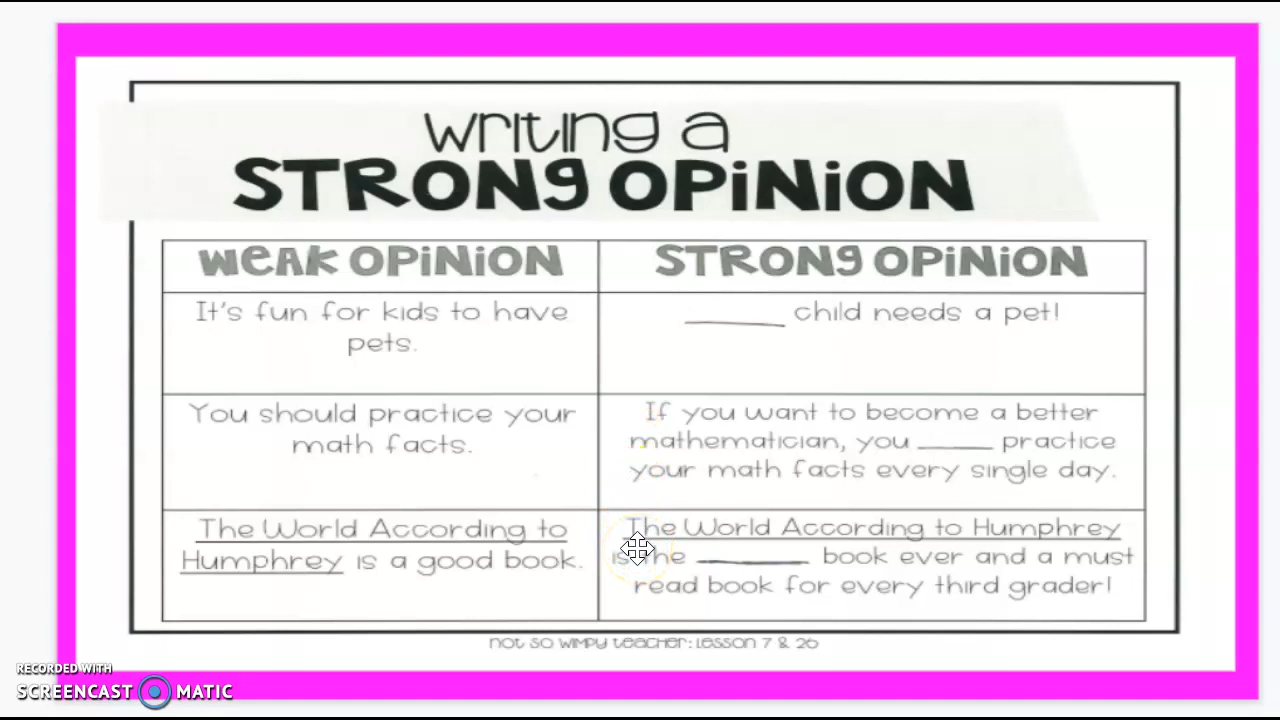 writing a
STRONG OPINION
WEAK OPINION
STRONG OPINION
It's fun for kids to have
pets.
______ child needs a pet!
You should practice your
math facts.
If you want to become a better
mathematician, you _____ practice
your math facts every single day.
The World According to
Humphrey is a good book.
The World According to Humphrey
is the _______ book ever and a must
read book for every third grader!
not so wimpy teacher: Lesson 7 & 26
RECORDED WITH
SCREENCAST MATIC